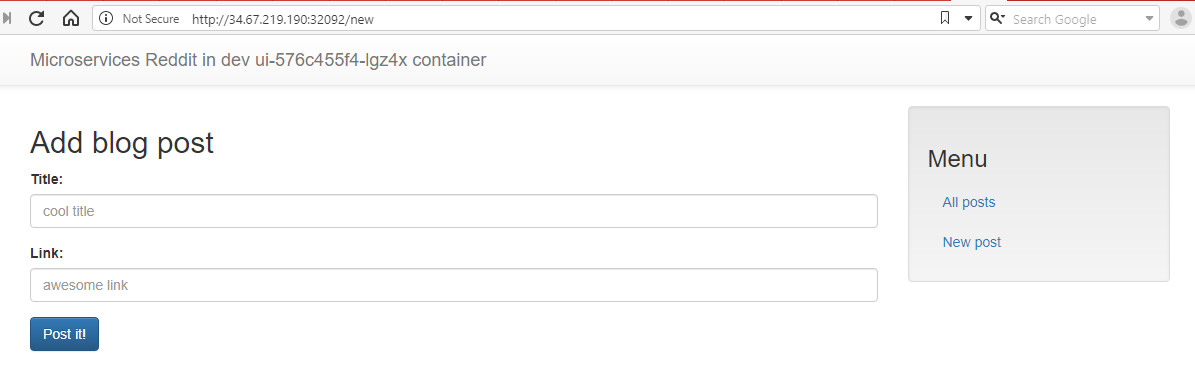 Not Secure http://34.67.219.190:32092/new Search Google
Microservices Reddit in dev ui-576c455f4-lgz4x container
Add blog post
Title:
cool title
Link:
awesome link
Post it!
Menu
All posts
New post